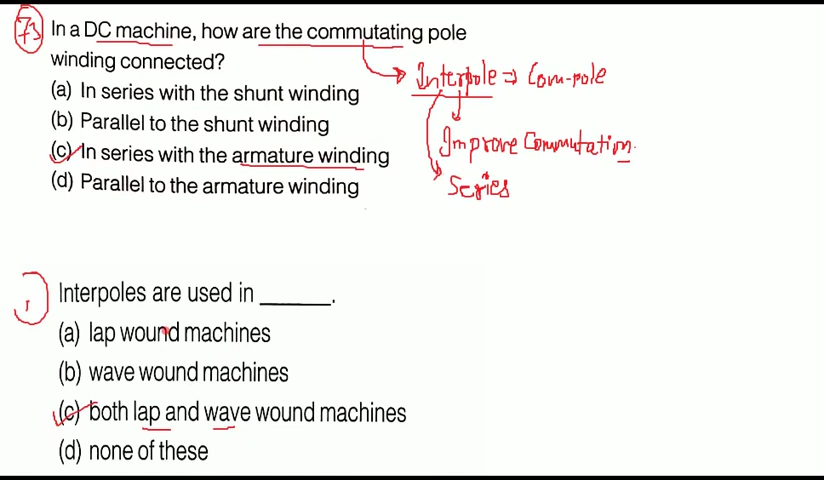 73 In a DC machine, how are the commutating pole
winding connected?
Interpole ⇒ Com-pole
(a) In series with the shunt winding
(b) Parallel to the shunt winding
Improve Commutation.
(c) In series with the armature winding
(d) Parallel to the armature winding
Series
1 Interpoles are used in ______.
(a) lap wound machines
(b) wave wound machines
(c) both lap and wave wound machines
(d) none of these